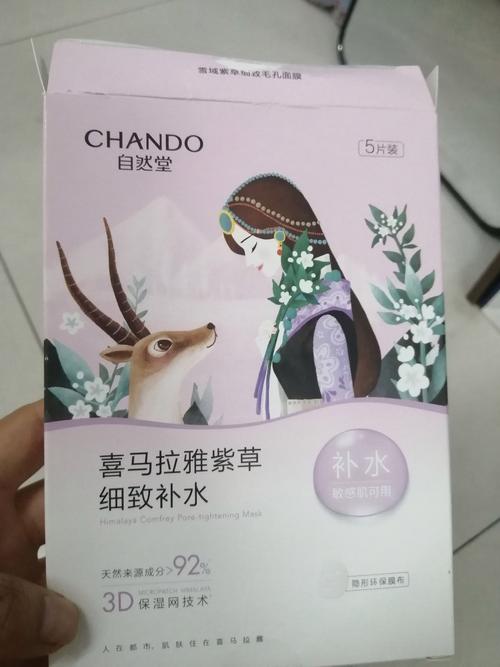 雪域紫草细致毛孔面膜
CHANDO
自然堂
5片装
喜马拉雅紫草
细致补水
Himalaya Comfrey Pore-tightening Mask
补水
敏感肌可用
天然来源成分>92%
MICROPATCH HIMALAYA
3D 保湿网技术*
隐形环保膜布
人在都市，肌肤住在喜马拉雅